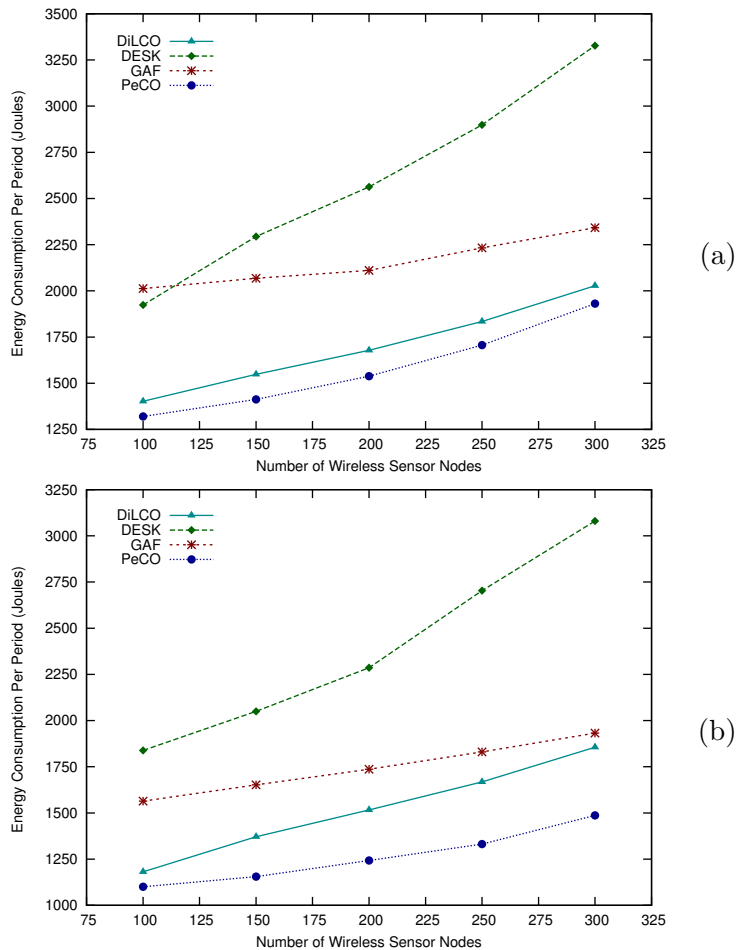 3500
3250
3000
2750
2500
2250
2000
1750
1500
1250
Energy Consumption Per Period (Joules)
DiLCO
DESK
GAF
PeCO
75 100 125 150 175 200 225 250 275 300 325
Number of Wireless Sensor Nodes
(a)
3250
3000
2750
2500
2250
2000
1750
1500
1250
1000
Energy Consumption Per Period (Joules)
DiLCO
DESK
GAF
PeCO
75 100 125 150 175 200 225 250 275 300 325
Number of Wireless Sensor Nodes
(b)